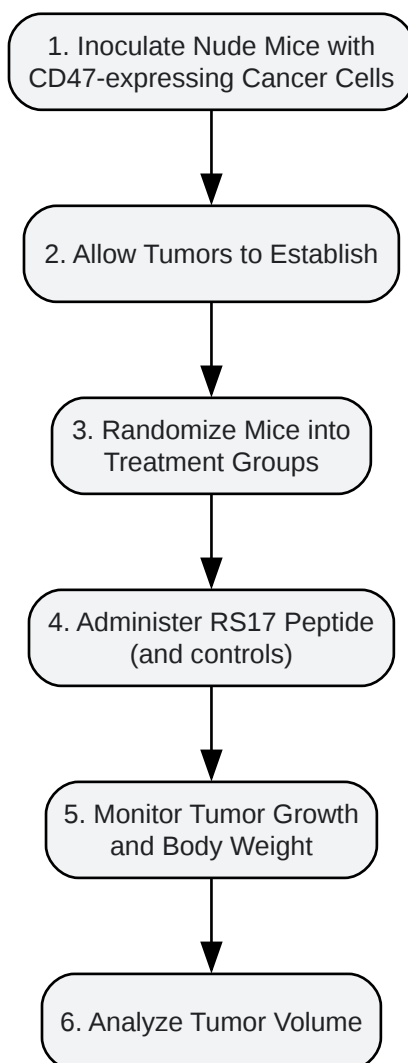 1. Inoculate Nude Mice with
CD47-expressing Cancer Cells
2. Allow Tumors to Establish
3. Randomize Mice into
Treatment Groups
4. Administer RS17 Peptide
(and controls)
5. Monitor Tumor Growth
and Body Weight
6. Analyze Tumor Volume